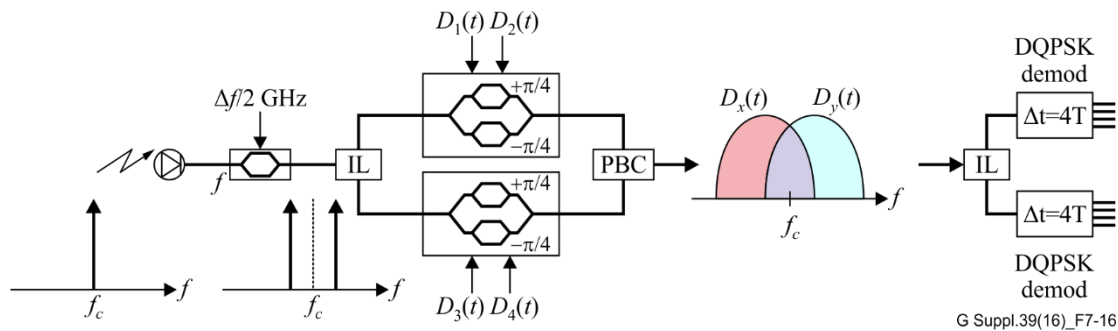 D1(t) D2(t)
Δf/2 GHz
f
IL
+π/4
−π/4
+π/4
−π/4
D3(t) D4(t)
PBC
fc f
fc f
Dx(t) Dy(t)
fc
f
IL
DQPSK
demod
Δt=4T
Δt=4T
DQPSK
demod
G Suppl.39(16)_F7-16